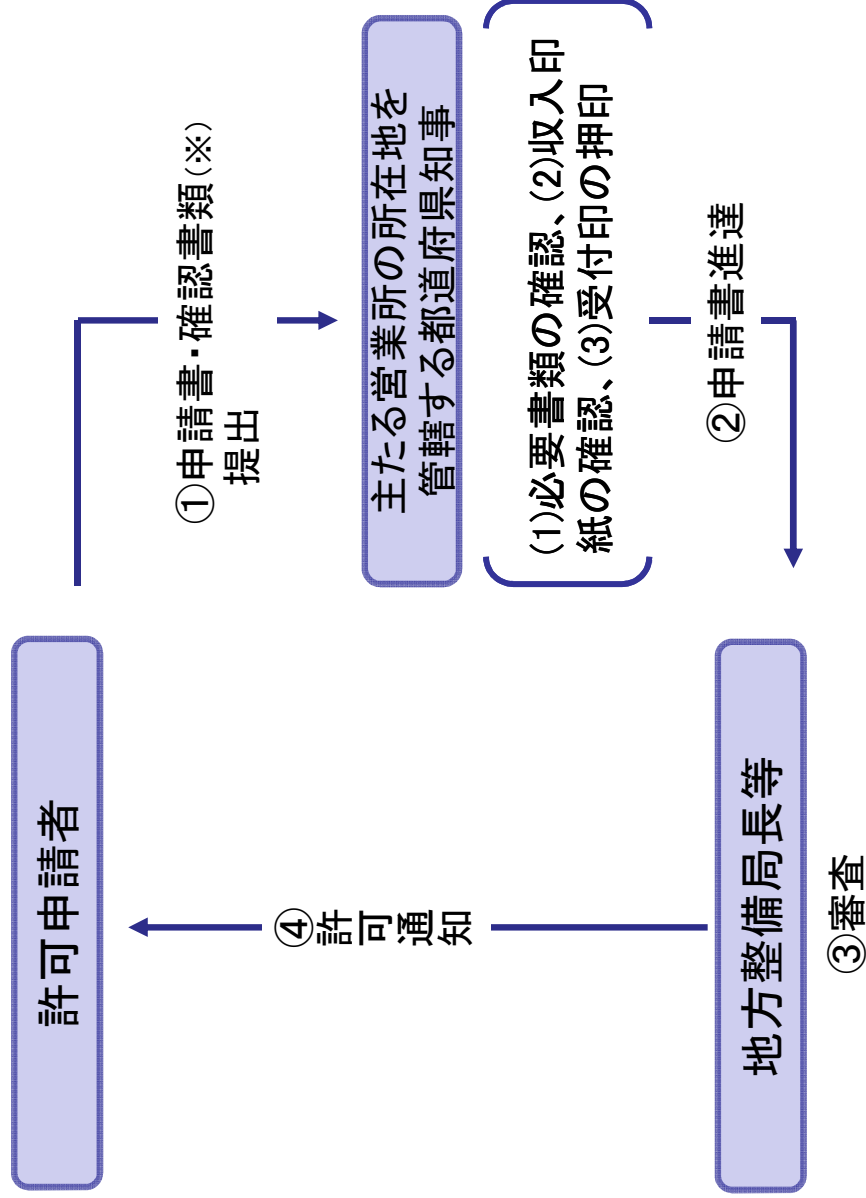 許可申請者
①申請書・確認書類(※)
提出
主たる営業所の所在地を
管轄する都道府県知事
(1)必要書類の確認、(2)収入印
紙の確認、(3)受付印の押印
②申請書進達
④許可通知
地方整備局長等
③審査